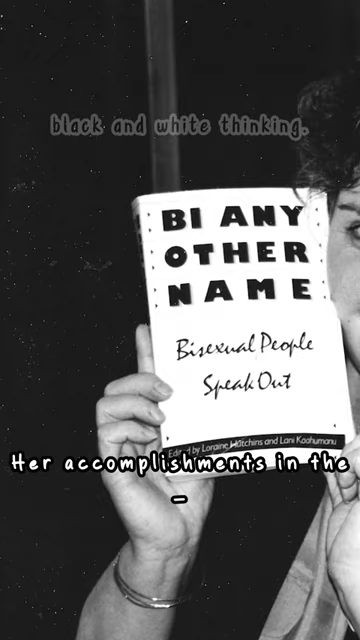 black and white thinking.
BI ANY
OTHER
NAME
Bisexual People
Speak Out
Edited by Loraine Hutchins and Lani Kaahumanu
Her accomplishments in the
–